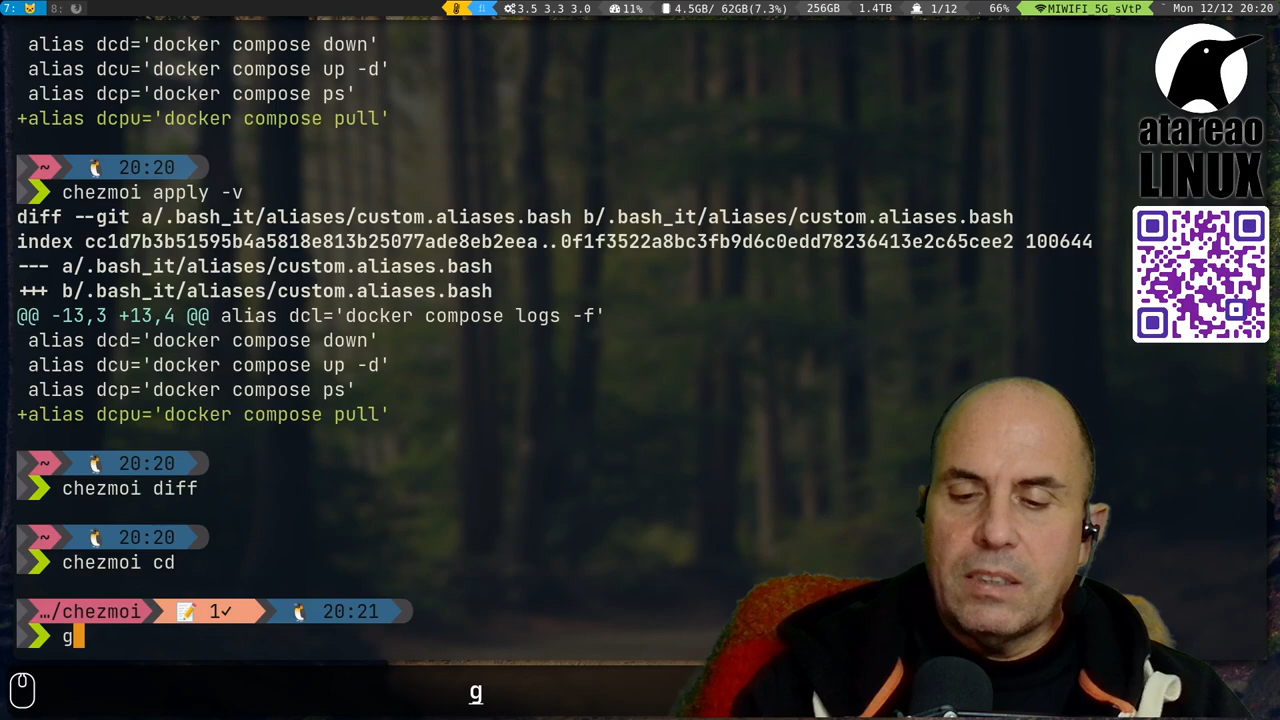 7:
8:
3.5 3.3 3.0
11%
4.5GB/ 62GB(7.3%)
256GB
1.4TB
1/12
66%
MIWIFI 5G sVtP
Mon 12/12 20:20
alias dcd='docker compose down'
alias dcu='docker compose up -d'
alias dcp='docker compose ps'
+alias dcpu='docker compose pull'
~ 20:20
chezmoi apply -v
diff --git a/.bash_it/aliases/custom.aliases.bash b/.bash_it/aliases/custom.aliases.bash
index cc1d7b3b51595b4a5818e813b25077ade8eb2eea..0f1f3522a8bc3fb9d6c0edd78236413e2c65cee2 100644
--- a/.bash_it/aliases/custom.aliases.bash
+++ b/.bash_it/aliases/custom.aliases.bash
@@ -13,3 +13,4 @@ alias dcl='docker compose logs -f'
alias dcd='docker compose down'
alias dcu='docker compose up -d'
alias dcp='docker compose ps'
+alias dcpu='docker compose pull'
~ 20:20
chezmoi diff
~ 20:20
chezmoi cd
…/chezmoi 1✓ 20:21
g
g
atareao
LINUX